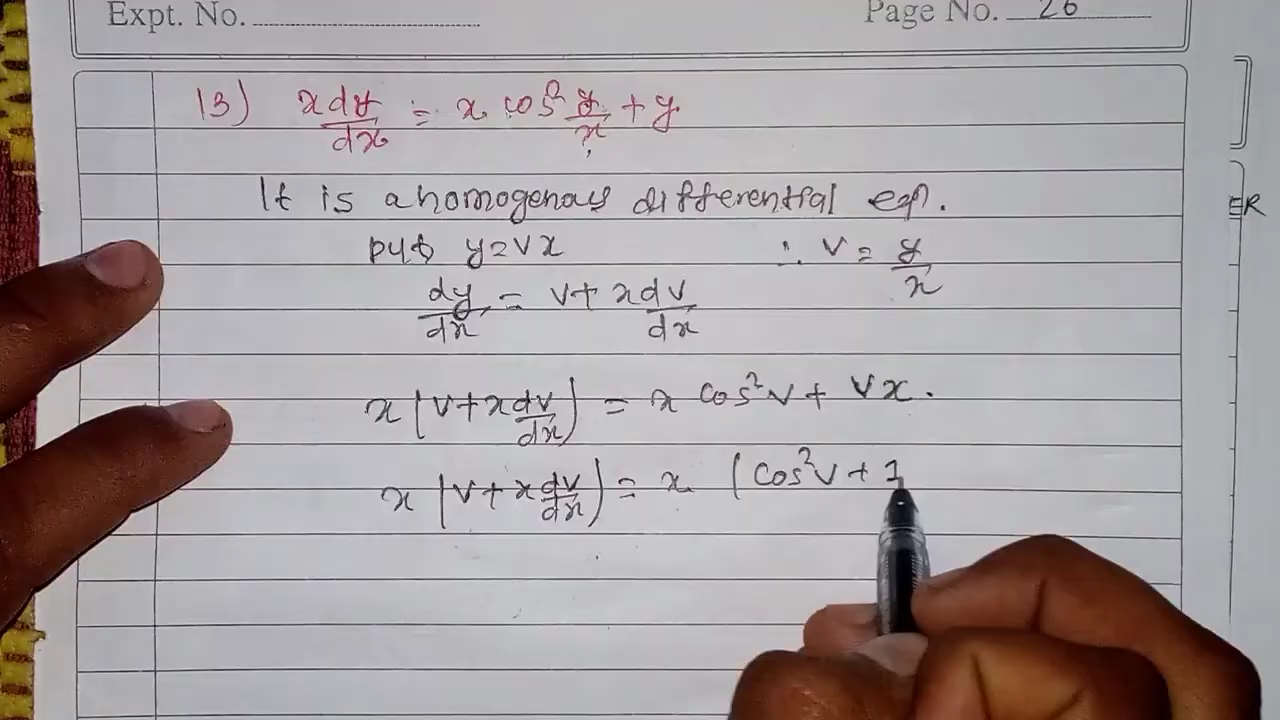 Expt. No.
Page No. 26
13) x dy/dx = x cos² y/x + y.
It is a homogenous differential eqn.
put y=vx ∴ v = y/x
dy/dx = v + x dv/dx
x(v + x dv/dx) = x cos²v + vx.
x(v + x dv/dx) = x (cos²v + 1
ER